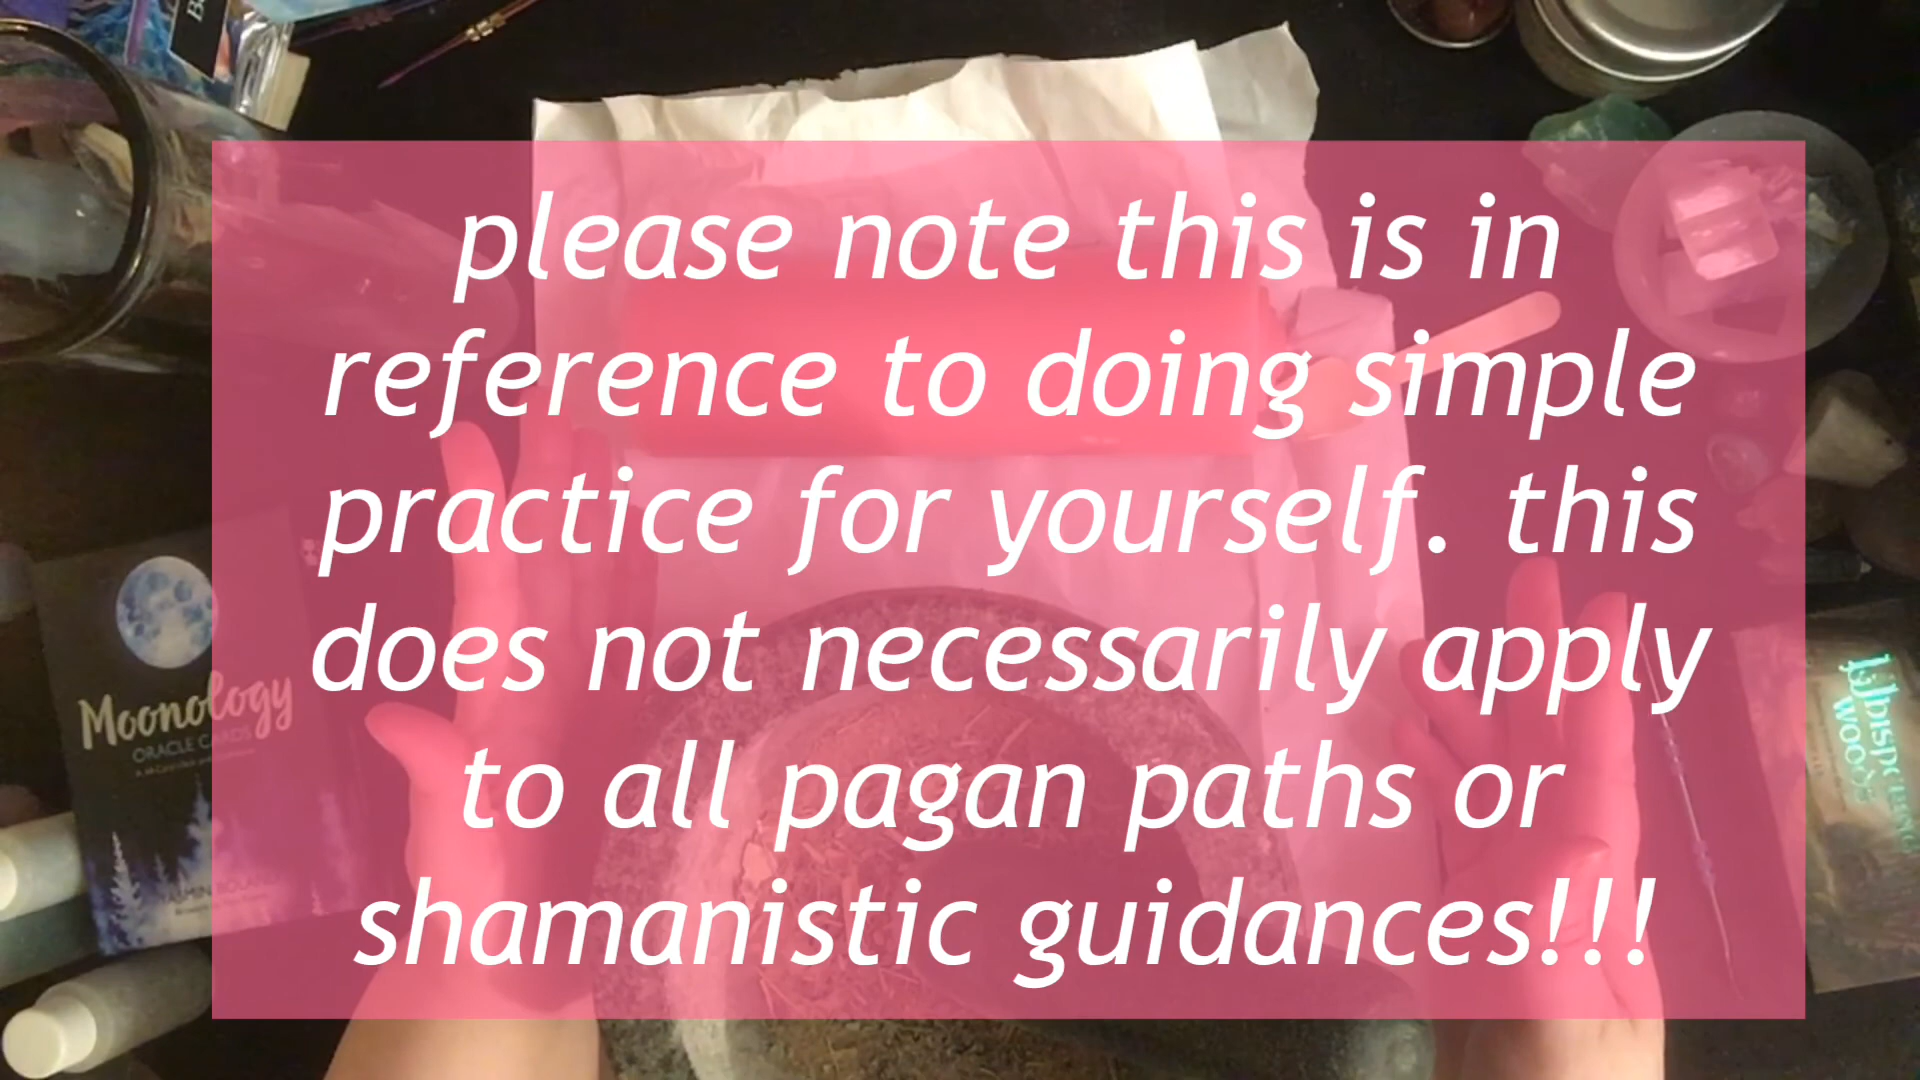 please note this is in
reference to doing simple
practice for yourself. this
does not necessarily apply
to all pagan paths or
shamanistic guidances!!!
Moonology
ORACLE CARDS
Whispering
WOODS